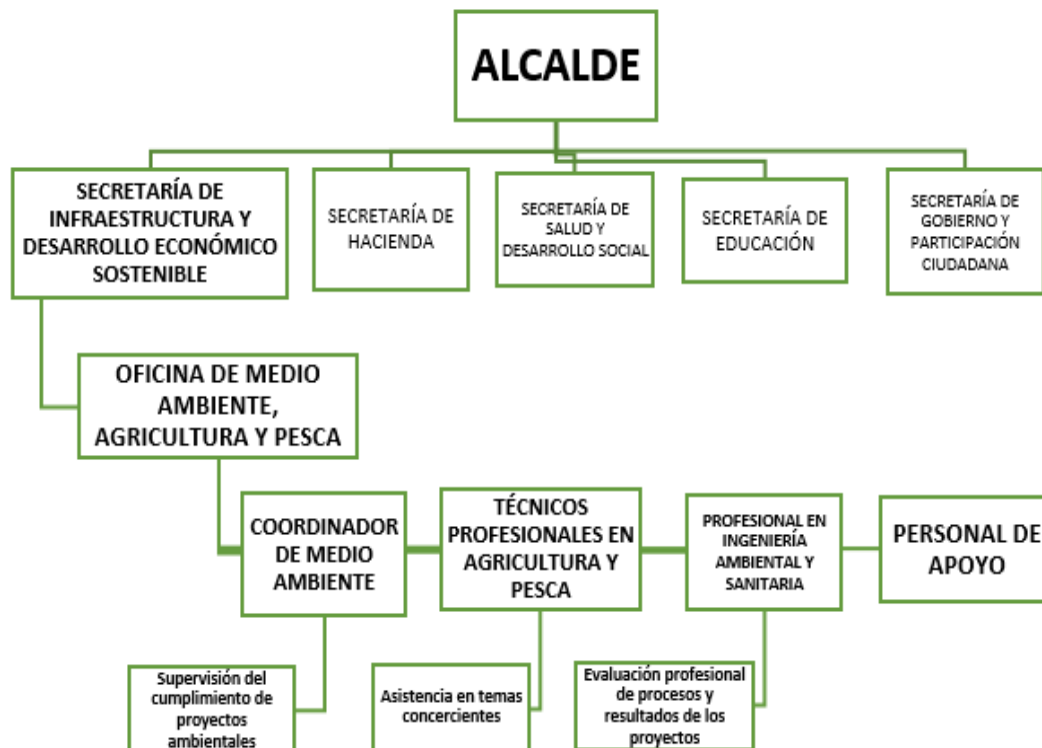 ALCALDE
SECRETARÍA DE
INFRAESTRUCTURA Y
DESARROLLO ECONÓMICO
SOSTENIBLE
SECRETARÍA DE
HACIENDA
SECRETARÍA DE
SALUD Y
DESARROLLO SOCIAL
SECRETARÍA DE
EDUCACIÓN
SECRETARÍA DE
GOBIERNO Y
PARTICIPACIÓN
CIUDADANA
OFICINA DE MEDIO
AMBIENTE,
AGRICULTURA Y PESCA
COORDINADOR
DE MEDIO
AMBIENTE
TÉCNICOS
PROFESIONALES EN
AGRICULTURA Y
PESCA
PROFESIONAL EN
INGENIERÍA
AMBIENTAL Y
SANITARIA
PERSONAL DE
APOYO
Supervisión del
cumplimiento de
proyectos
ambientales
Asistencia en temas
concercientes
Evaluación profesional
de procesos y
resultados de los
proyectos